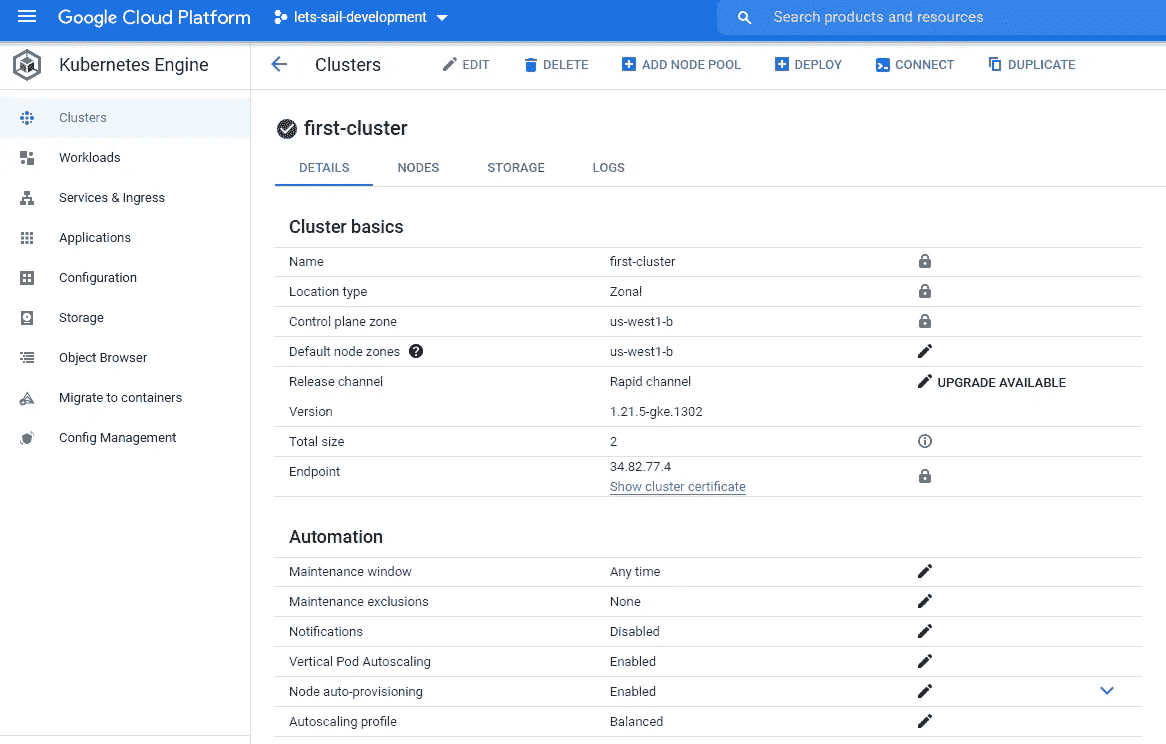 Google Cloud Platform lets-sail-development Search products and resources
Kubernetes Engine
Clusters EDIT DELETE ADD NODE POOL DEPLOY CONNECT DUPLICATE
Clusters
Workloads
Services & Ingress
Applications
Configuration
Storage
Object Browser
Migrate to containers
Config Management
first-cluster
DETAILS NODES STORAGE LOGS
Cluster basics
Name first-cluster
Location type Zonal
Control plane zone us-west1-b
Default node zones ? us-west1-b
Release channel Rapid channel UPGRADE AVAILABLE
Version 1.21.5-gke.1302
Total size 2
Endpoint 34.82.77.4
Show cluster certificate
Automation
Maintenance window Any time
Maintenance exclusions None
Notifications Disabled
Vertical Pod Autoscaling Enabled
Node auto-provisioning Enabled
Autoscaling profile Balanced